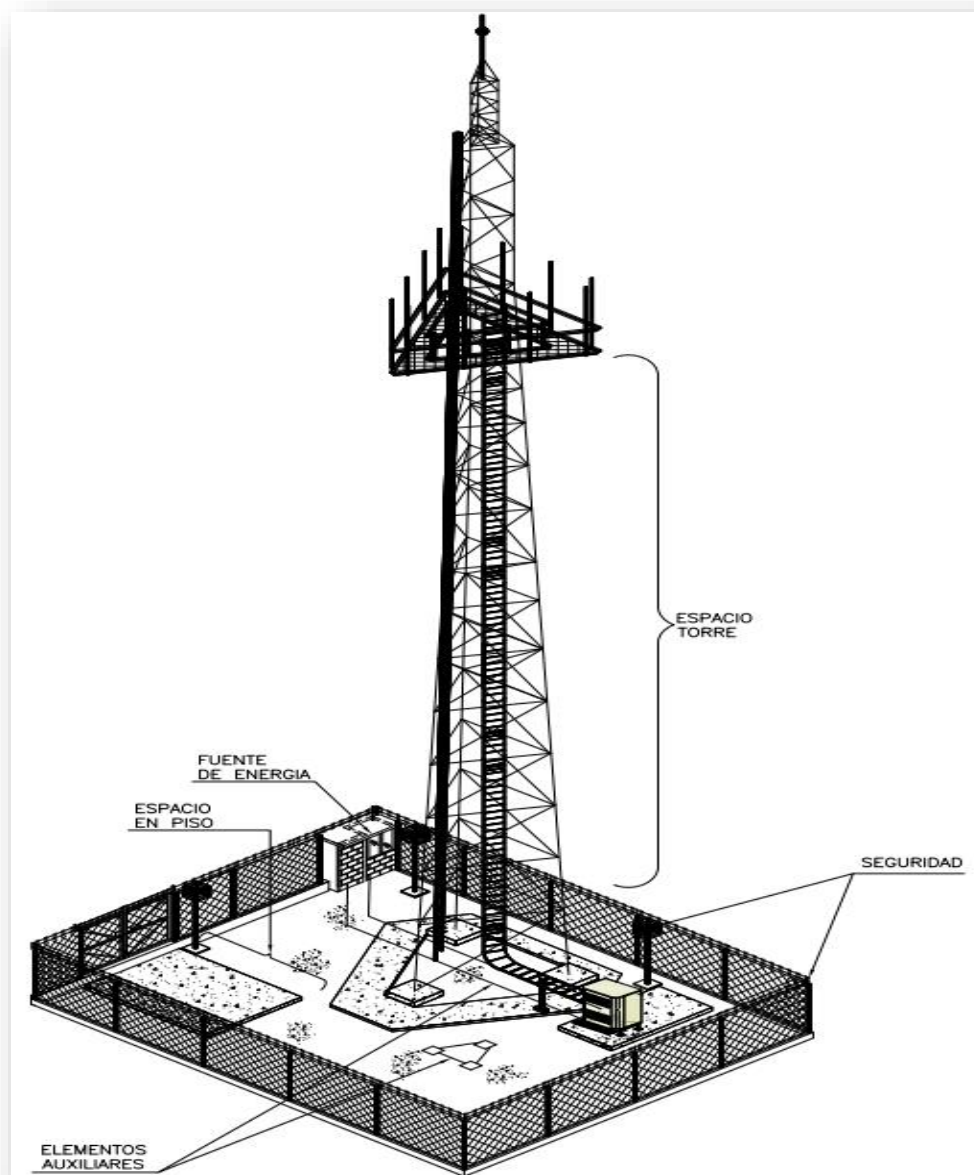 ESPACIO
TORRE
FUENTE
DE ENERGIA
ESPACIO
EN PISO
SEGURIDAD
ELEMENTOS
AUXILIARES